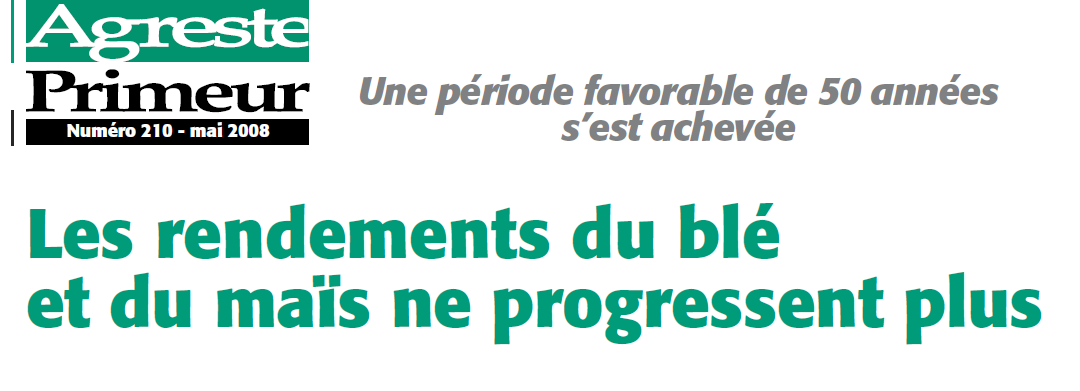 Agreste
Primeur
Numéro 210 - mai 2008
Une période favorable de 50 années
s’est achevée
Les rendements du blé
et du maïs ne progressent plus